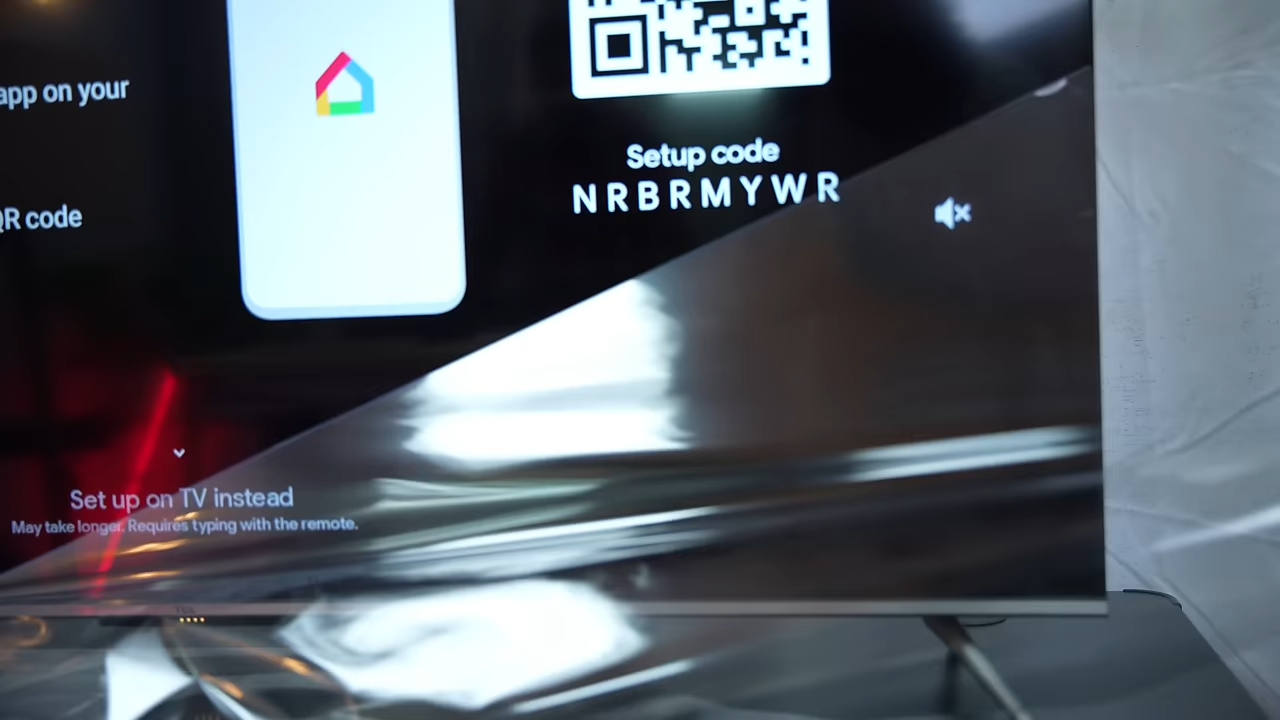 app on your
QR code
Setup code
NRBRMYWR
Set up on TV instead
May take longer. Requires typing with the remote.